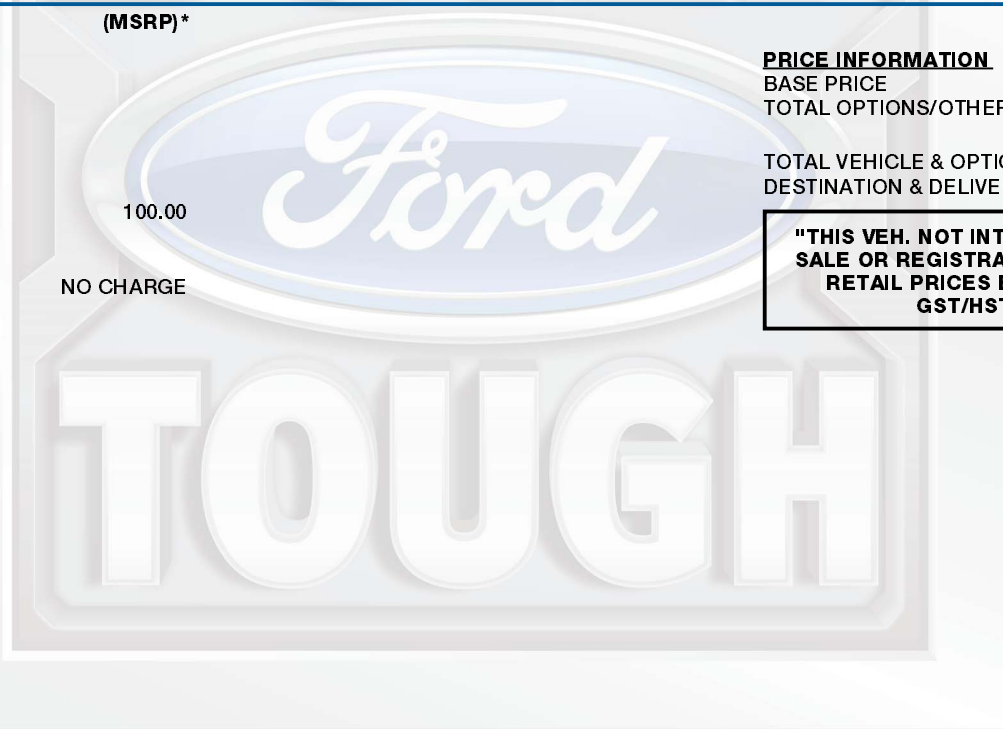 (MSRP)*
100.00
NO CHARGE
Ford
TOUGH
PRICE INFORMATION
BASE PRICE
TOTAL OPTIONS/OTHER
TOTAL VEHICLE & OPTIO
DESTINATION & DELIVE
"THIS VEH. NOT INT
SALE OR REGISTRA
RETAIL PRICES E
GST/HST